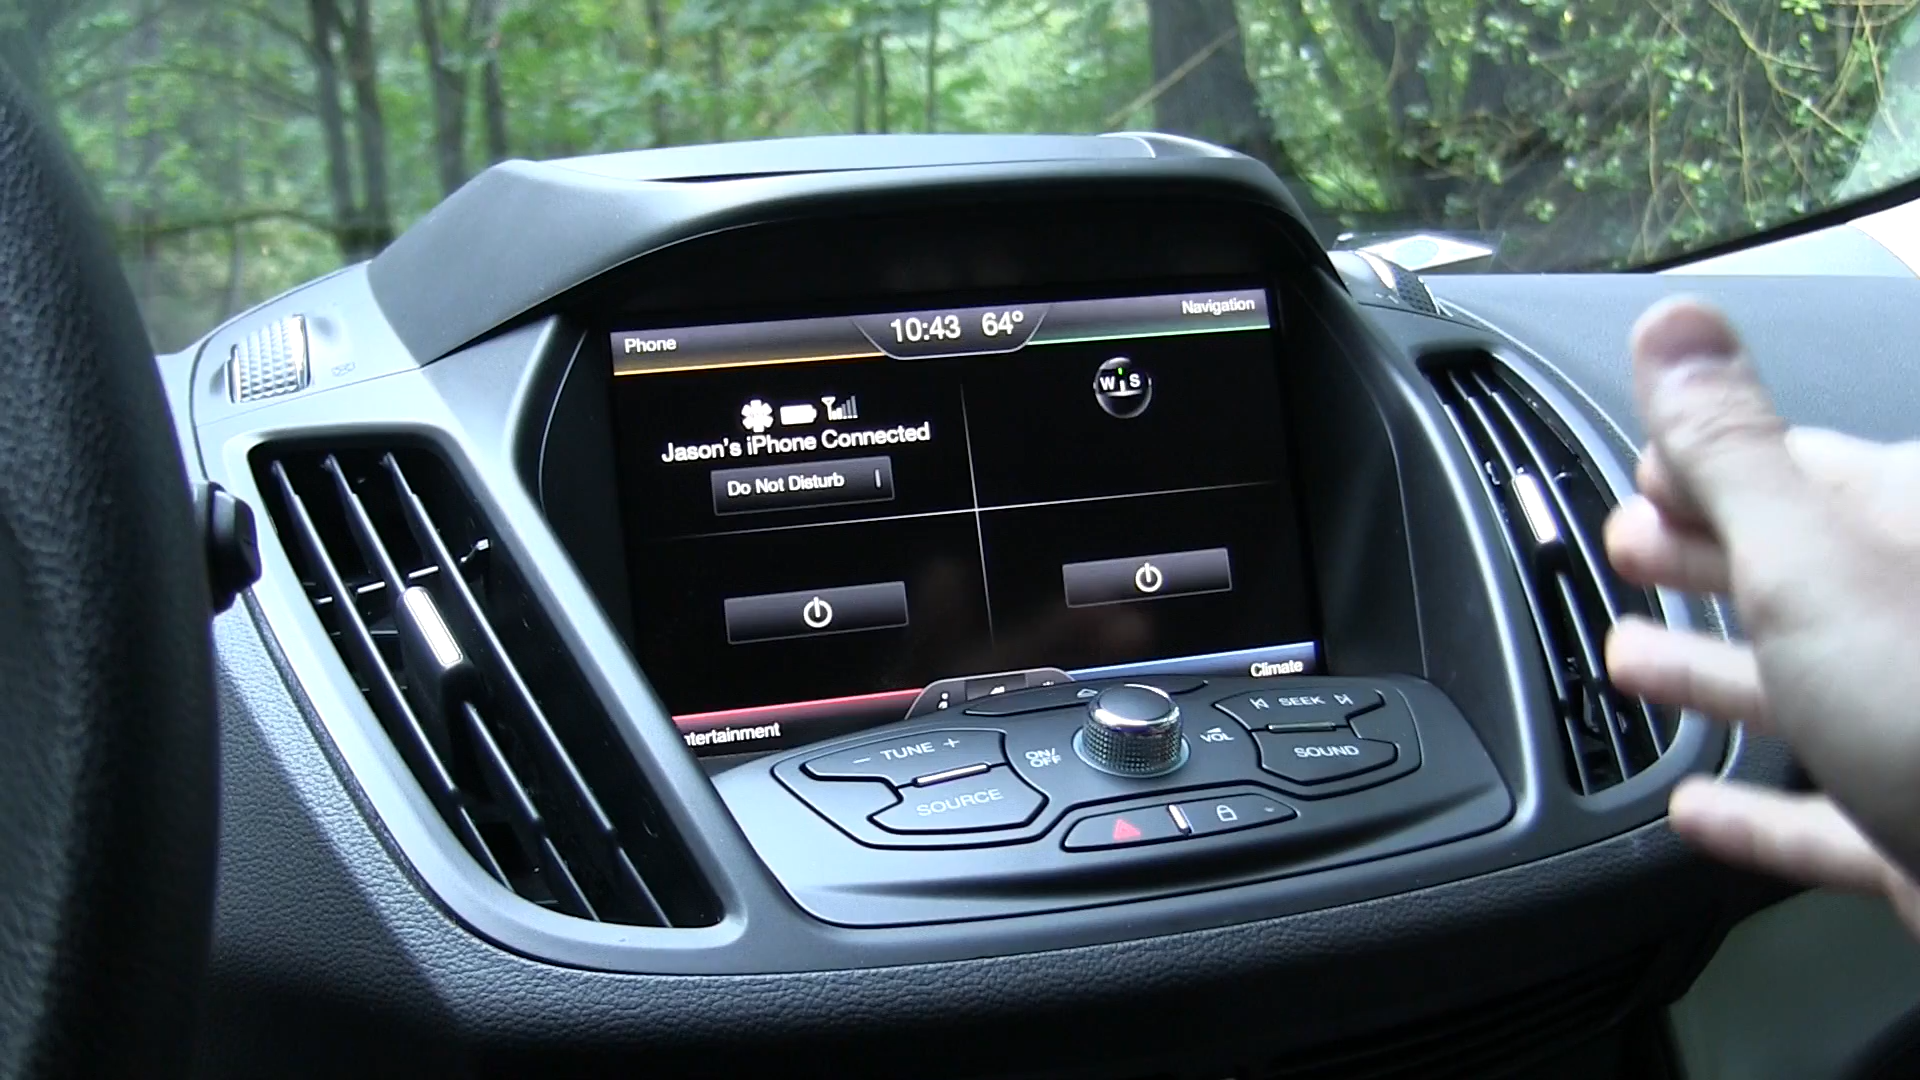 Phone
10:43 64°
Navigation
W S
Jason's iPhone Connected
Do Not Disturb
ntertainment
Climate
− TUNE +
SOURCE
ON/
OFF
VOL
SEEK
SOUND